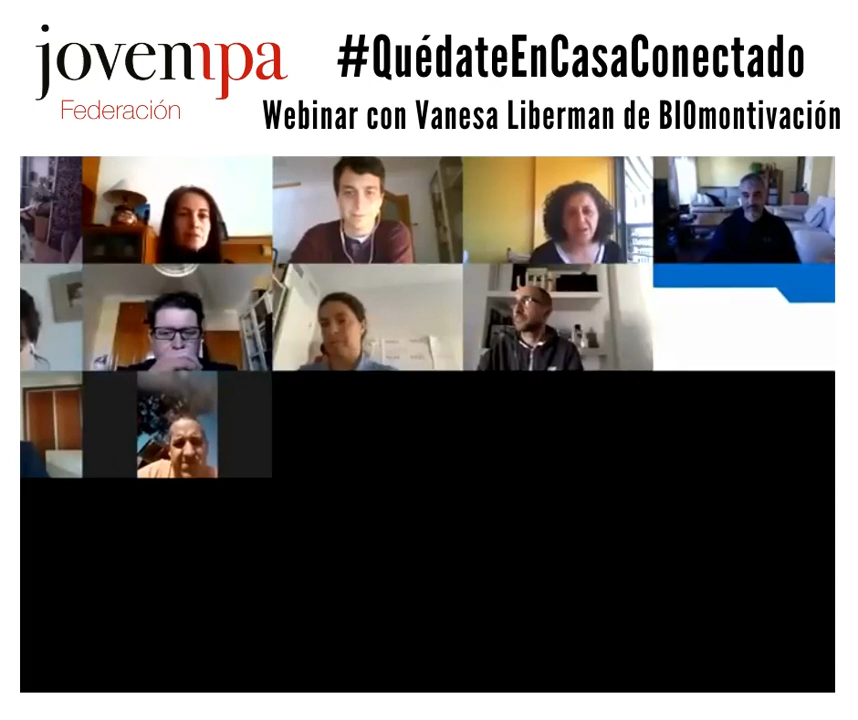 jovempa
Federación
#QuédateEnCasaConectado
Webinar con Vanesa Liberman de BIOmontivación